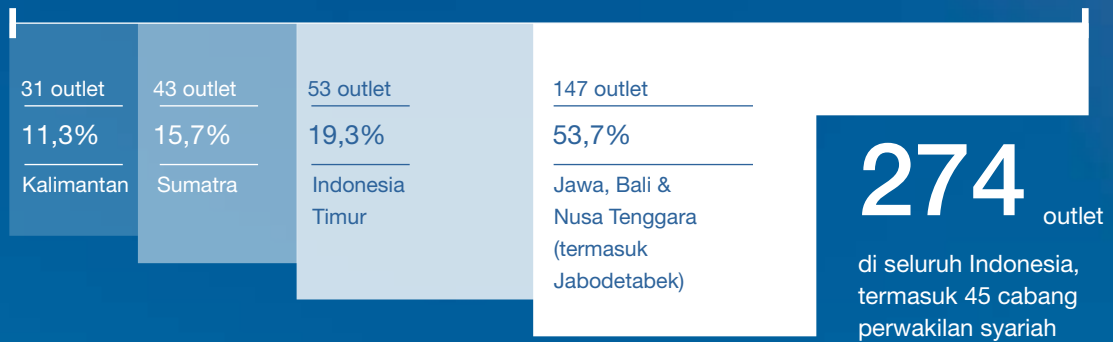 31 outlet
11,3%
Kalimantan
43 outlet
15,7%
Sumatra
53 outlet
19,3%
Indonesia
Timur
147 outlet
53,7%
Jawa, Bali &
Nusa Tenggara
(termasuk
Jabodetabek)
274 outlet
di seluruh Indonesia,
termasuk 45 cabang
perwakilan syariah